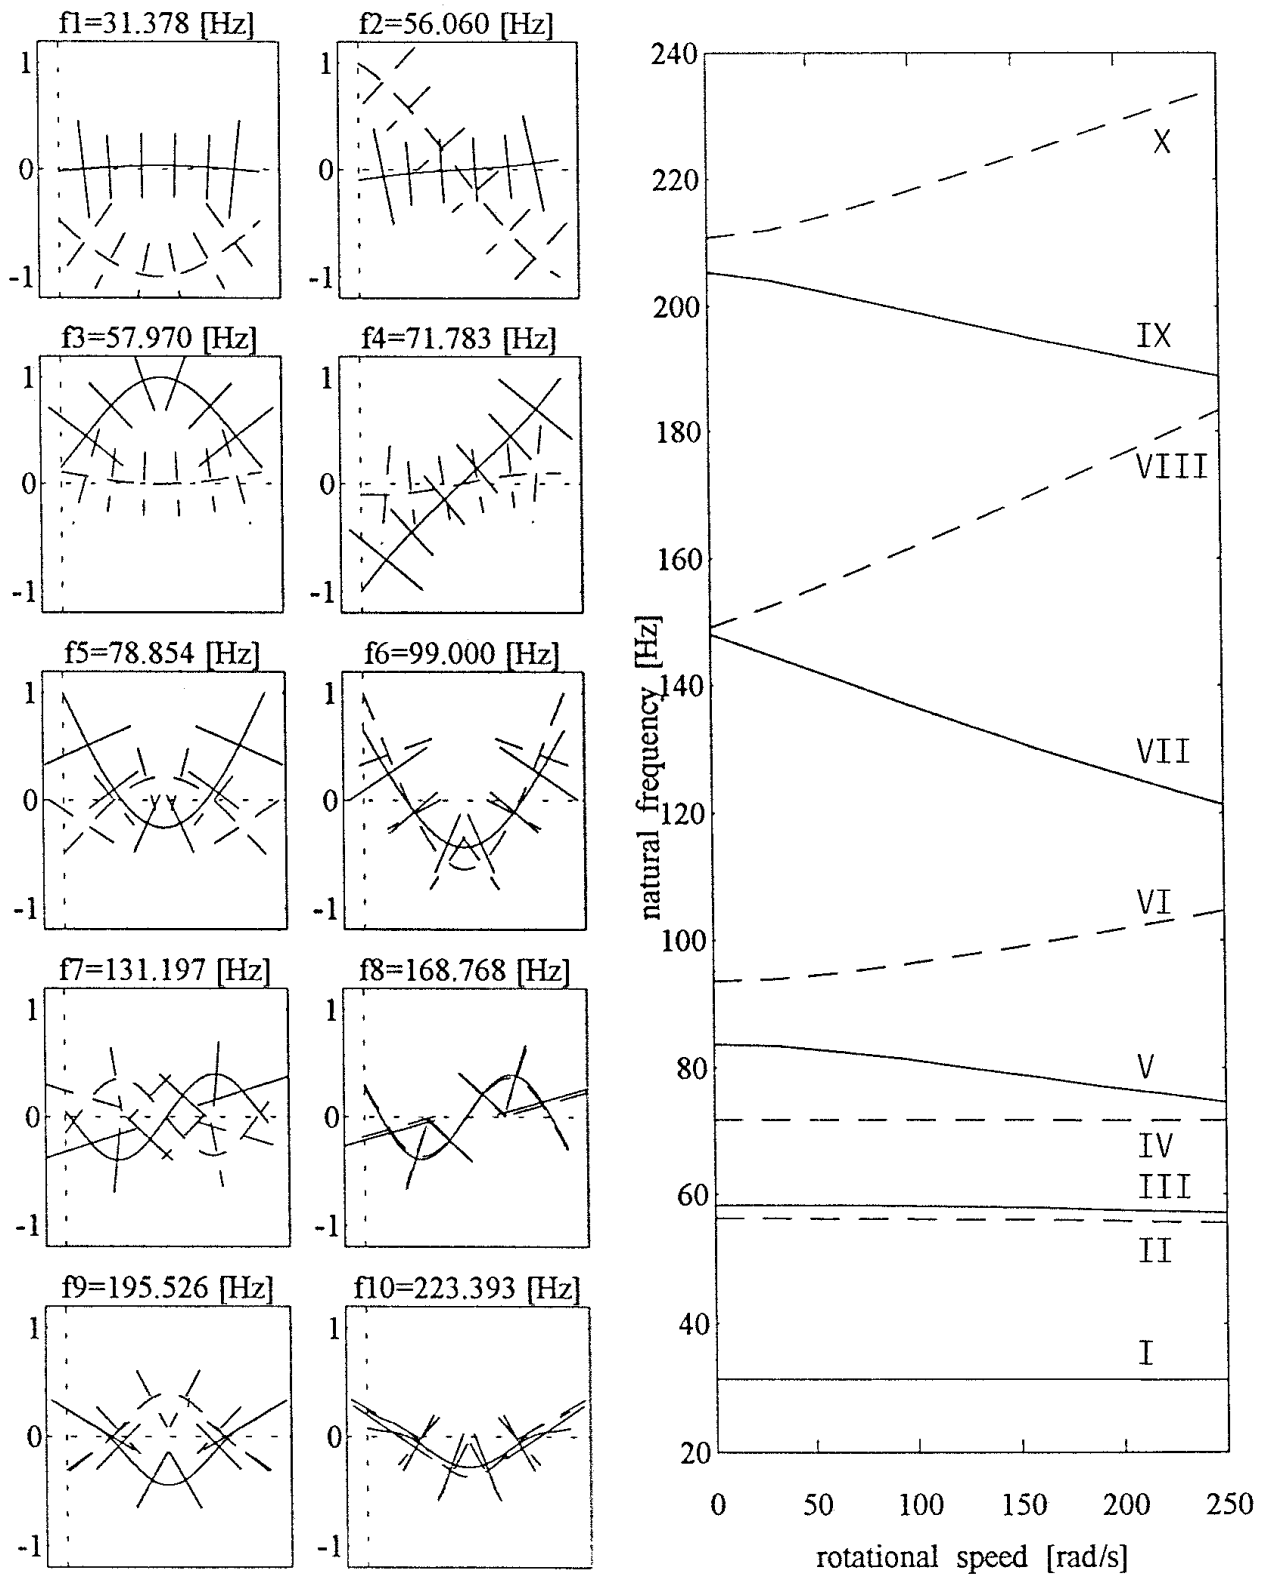 f1=31.378 [Hz]
1
0
-1
f2=56.060 [Hz]
1
0
-1
f3=57.970 [Hz]
1
0
-1
f4=71.783 [Hz]
1
0
-1
f5=78.854 [Hz]
1
0
-1
f6=99.000 [Hz]
1
0
-1
f7=131.197 [Hz]
1
0
-1
f8=168.768 [Hz]
1
0
-1
f9=195.526 [Hz]
1
0
-1
f10=223.393 [Hz]
1
0
-1
natural frequency [Hz]
240
220
200
180
160
140
120
100
80
60
40
20
X
IX
VIII
VII
VI
V
IV
III
II
I
0 50 100 150 200 250
rotational speed [rad/s]